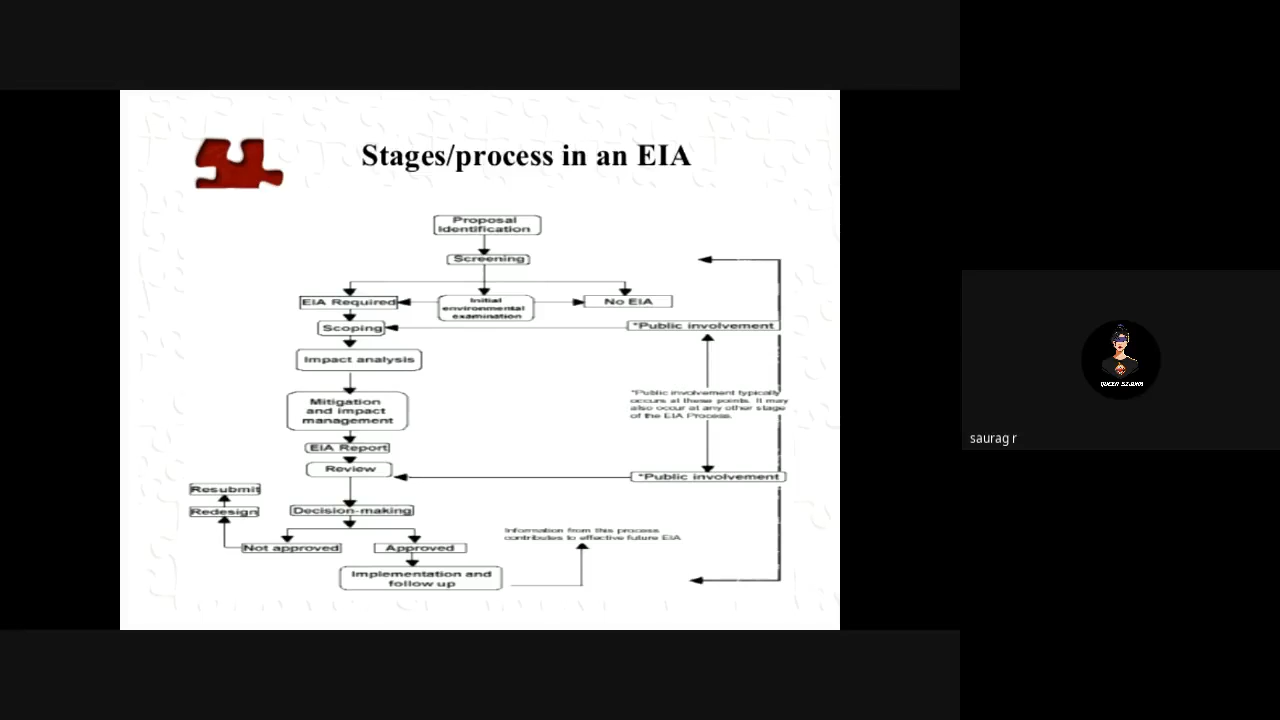 Stages/process in an EIA
Proposal
Identification
Screening
EIA Required
Initial
environmental
examination
No EIA
Scoping
*Public involvement
Impact analysis
*Public involvement typically
occurs at these points. It may
also occur at any other stage
of the EIA Process.
Mitigation
and impact
management
EIA Report
Review
*Public involvement
Resubmit
Redesign
Decision-making
Information from this process
contributes to effective future EIA
Not approved
Approved
Implementation and
follow up
QUEEN SIGMA
saurag r